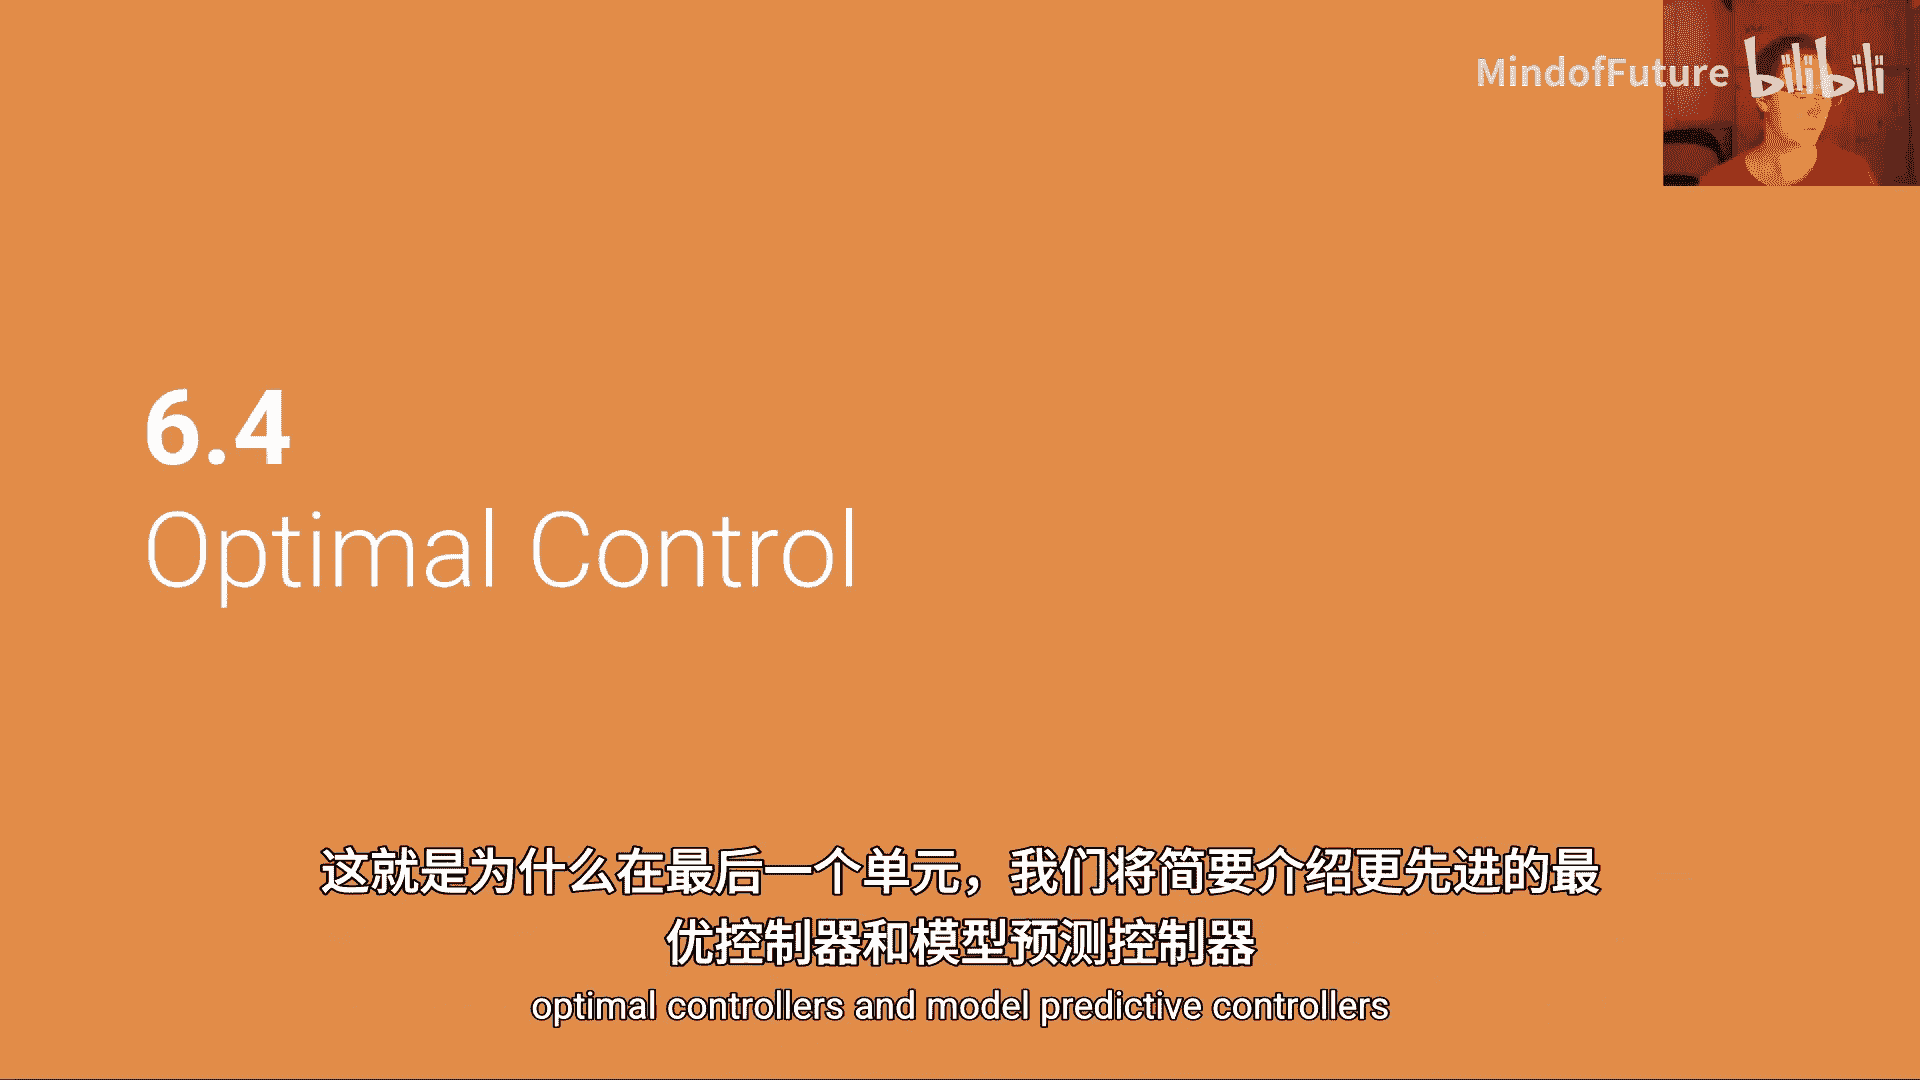 MindofFuture bilibili
6.4
Optimal Control
这就是为什么在最后一个单元，我们将简要介绍更先进的最
优控制器和模型预测控制器
optimal controllers and model predictive controllers